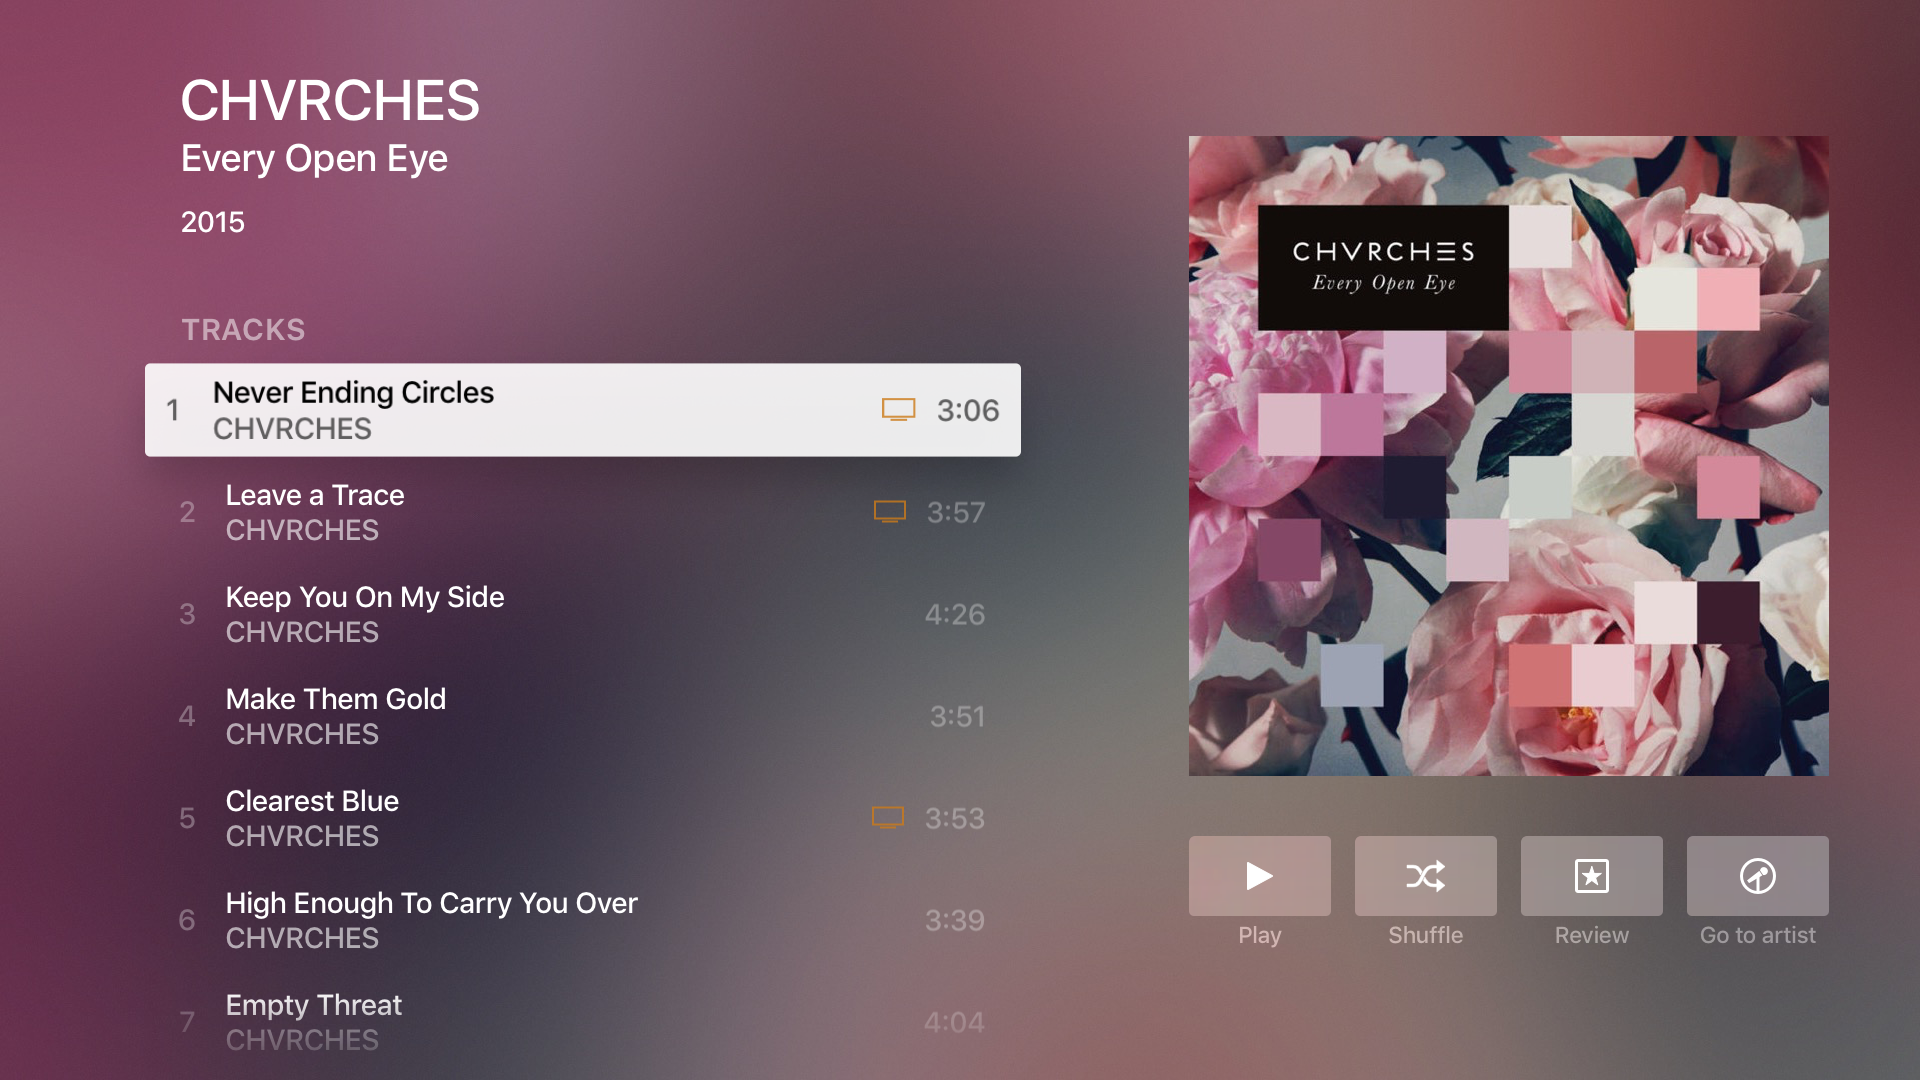 CHVRCHES
Every Open Eye
2015
TRACKS
1
Never Ending Circles
CHVRCHES
3:06
2
Leave a Trace
CHVRCHES
3:57
3
Keep You On My Side
CHVRCHES
4:26
4
Make Them Gold
CHVRCHES
3:51
5
Clearest Blue
CHVRCHES
3:53
6
High Enough To Carry You Over
CHVRCHES
3:39
7
Empty Threat
CHVRCHES
4:04
CHVRCHES
Every Open Eye
Play
Shuffle
Review
Go to artist